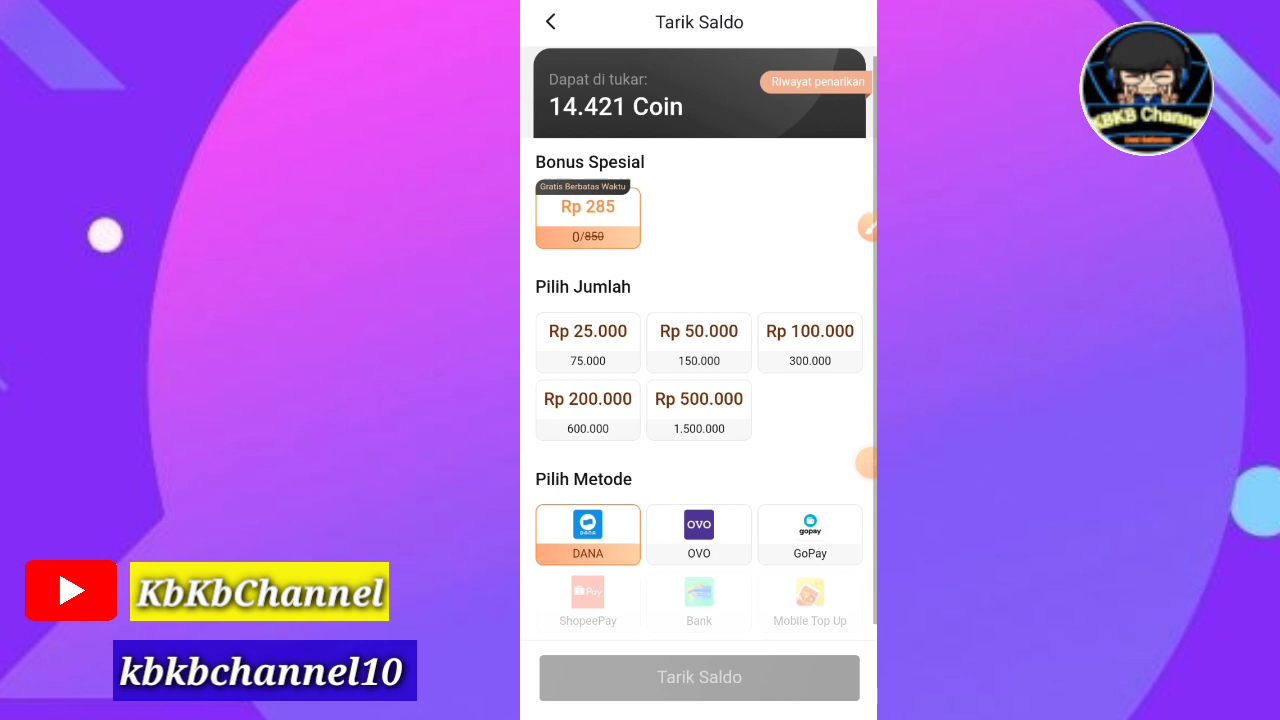 Tarik Saldo
Dapat di tukar:
14.421 Coin
Riwayat penarikan
Bonus Spesial
Gratis Berbatas Waktu
Rp 285
0/850
Pilih Jumlah
Rp 25.000
75.000
Rp 50.000
150.000
Rp 100.000
300.000
Rp 200.000
600.000
Rp 500.000
1.500.000
Pilih Metode
DANA
DANA
OVO
OVO
gopay
GoPay
Pay
ShopeePay
Bank
Mobile Top Up
Tarik Saldo
KBKB Channe
KbKbChannel
kbkbchannel10